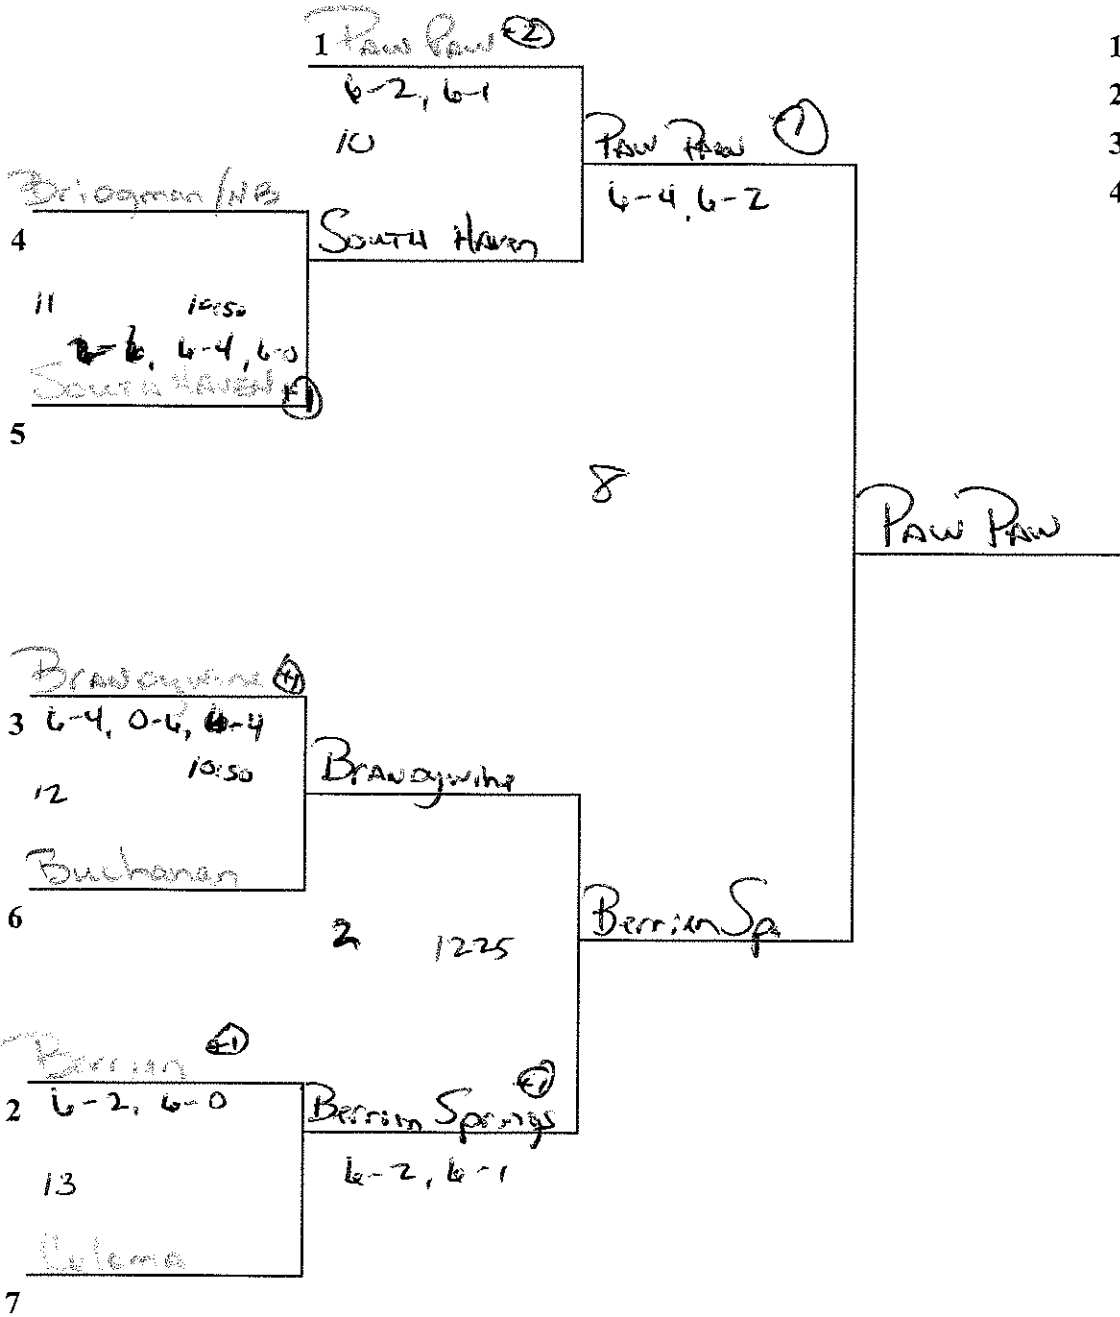 1 Paw Paw +2
6-2, 6-1
10
1
2
3
4
Paw Paw +1
6-4, 6-2
Bridgman/NB
4
South Haven
11 10:50
2-6, 6-4, 6-0
South Haven +1
5
8
Paw Paw
Brandywine +1
3 6-4, 0-6, 6-4
10:50
12
Brandywine
Buchanan
6
2 1225
Berrien Sp.
Berrien +1
2 6-2, 6-0
Berrien Springs +1
6-2, 6-1
13
Coloma
7